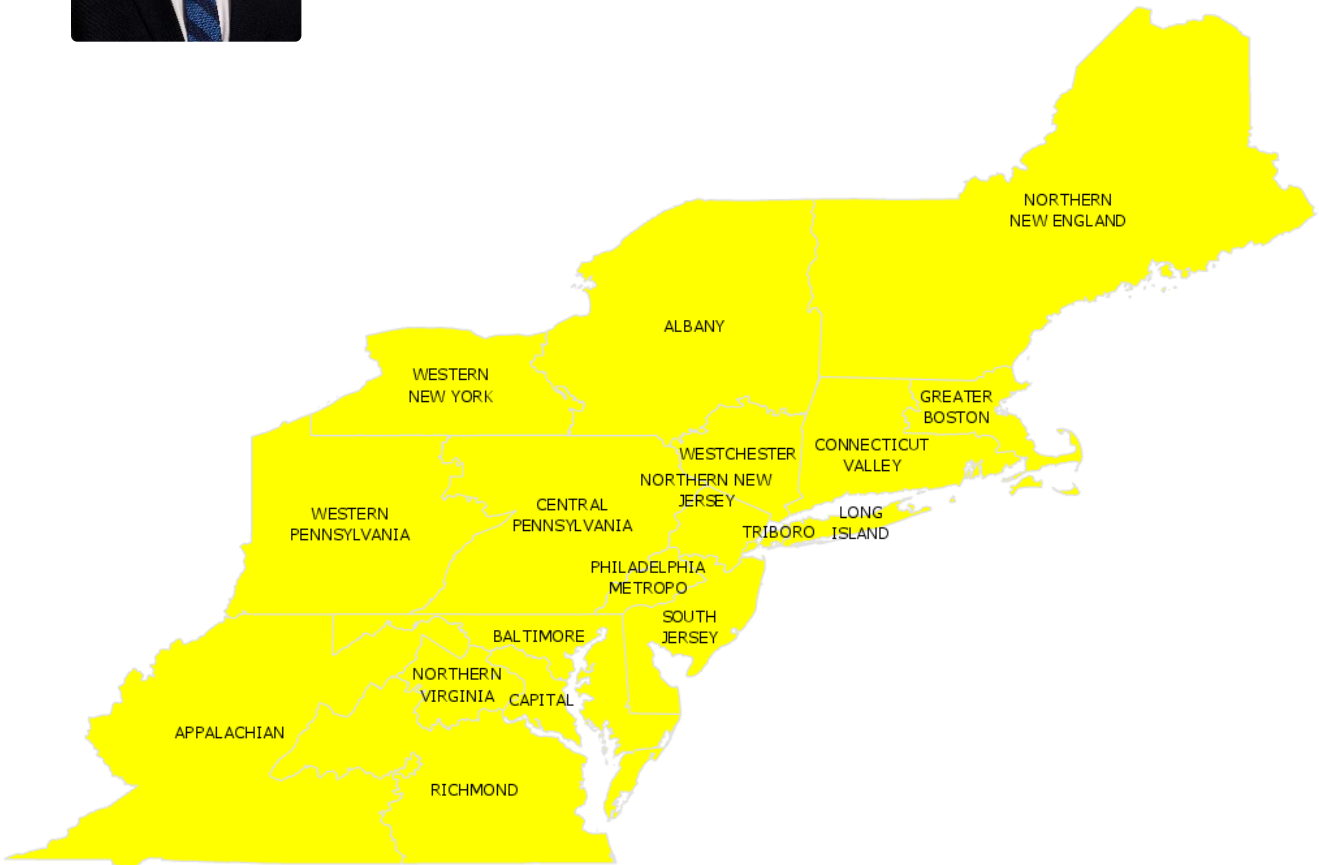 NORTHERN
NEW ENGLAND
ALBANY
WESTERN
NEW YORK
GREATER
BOSTON
CONNECTICUT
VALLEY
WESTCHESTER
NORTHERN NEW
JERSEY
CENTRAL
PENNSYLVANIA
WESTERN
PENNSYLVANIA
LONG
ISLAND
TRIBORO
PHILADELPHIA
METROPO
SOUTH
JERSEY
BALTIMORE
NORTHERN
VIRGINIA
CAPITAL
APPALACHIAN
RICHMOND